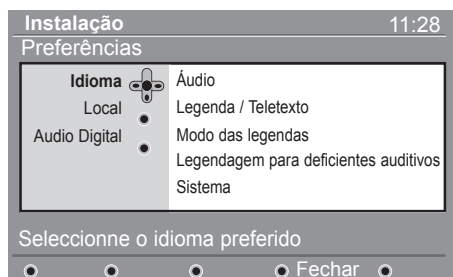 Instalação 11:28
Preferências
Idioma
Local
Audio Digital
Áudio
Legenda / Teletexto
Modo das legendas
Legendagem para deficientes auditivos
Sistema
Seleccionne o idioma preferido
Fechar